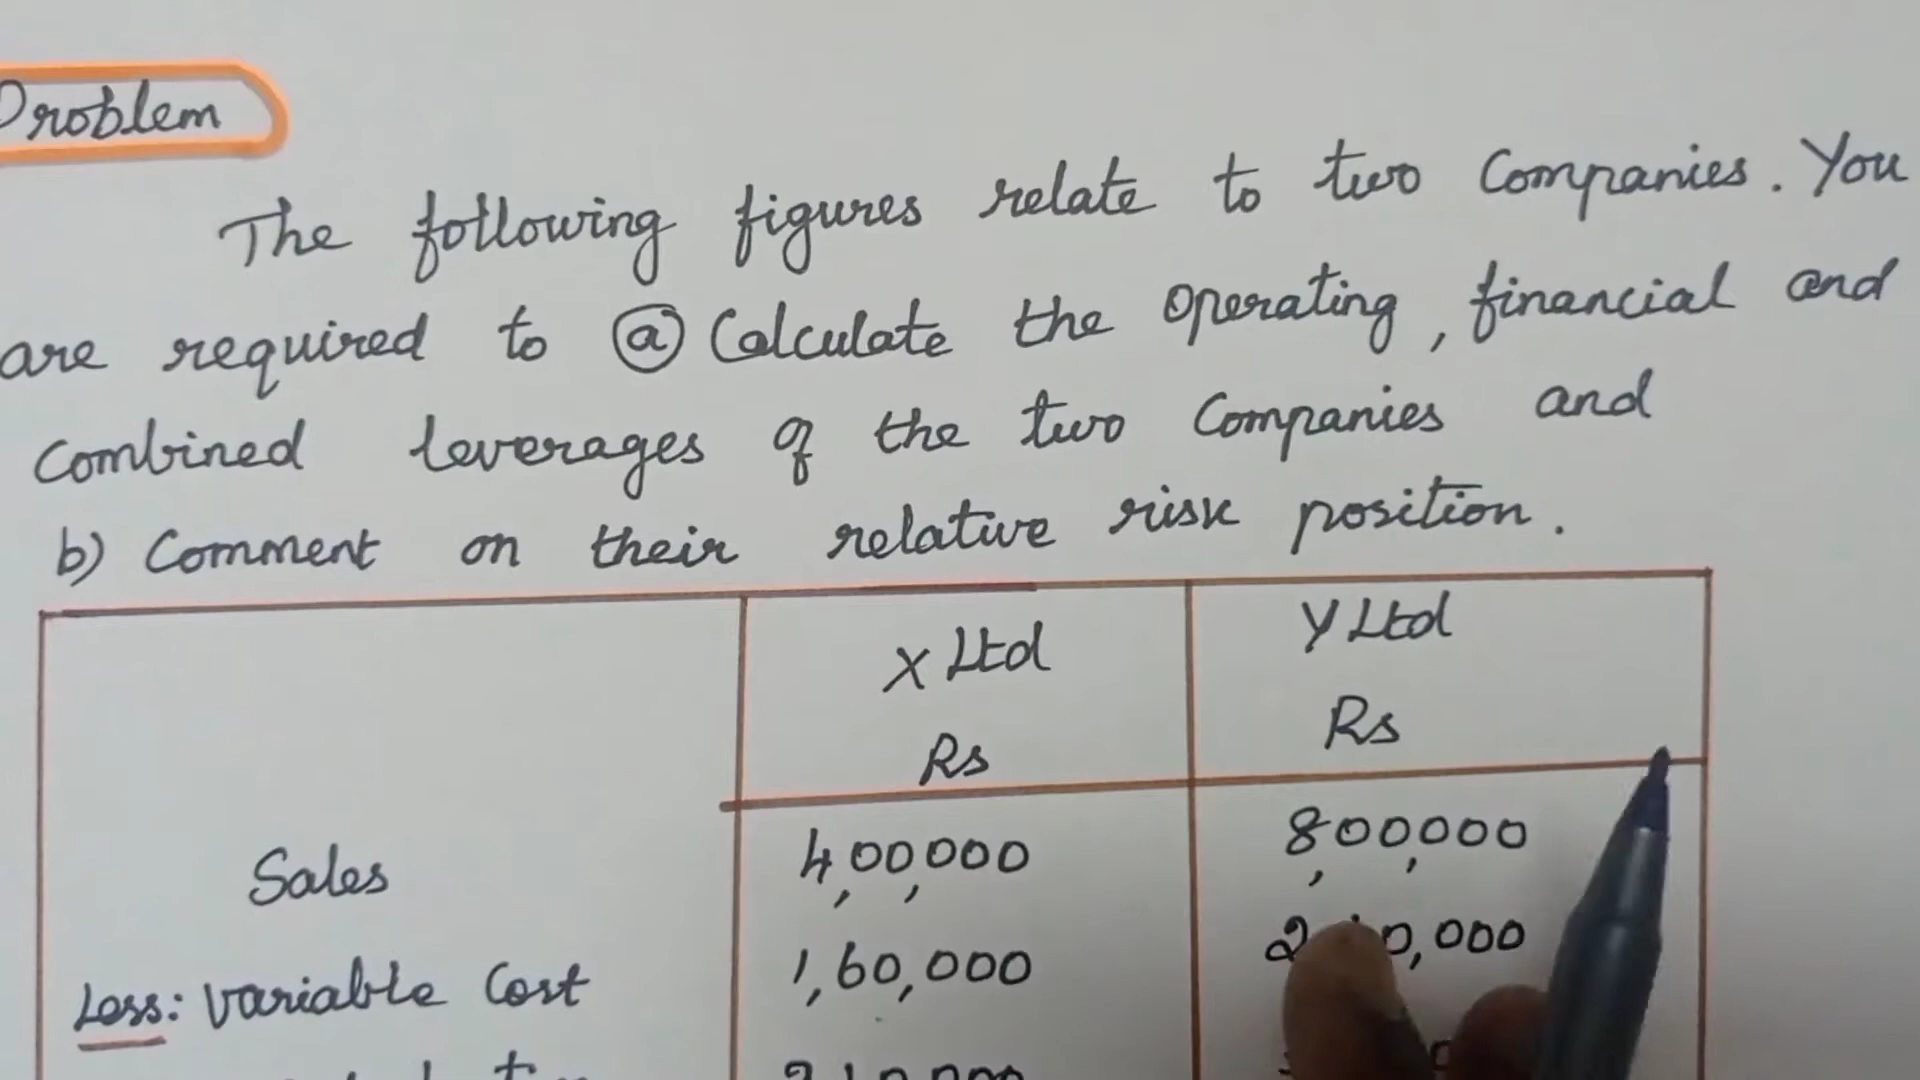 Problem
The following figures relate to two Companies. You
are required to ⓐ Calculate the operating, financial and
combined leverages of the two Companies and
b) Comment on their relative risk position.
X Ltd Y Ltd
Rs Rs
Sales 4,00,000 8,00,000
Less: Variable Cost 1,60,000